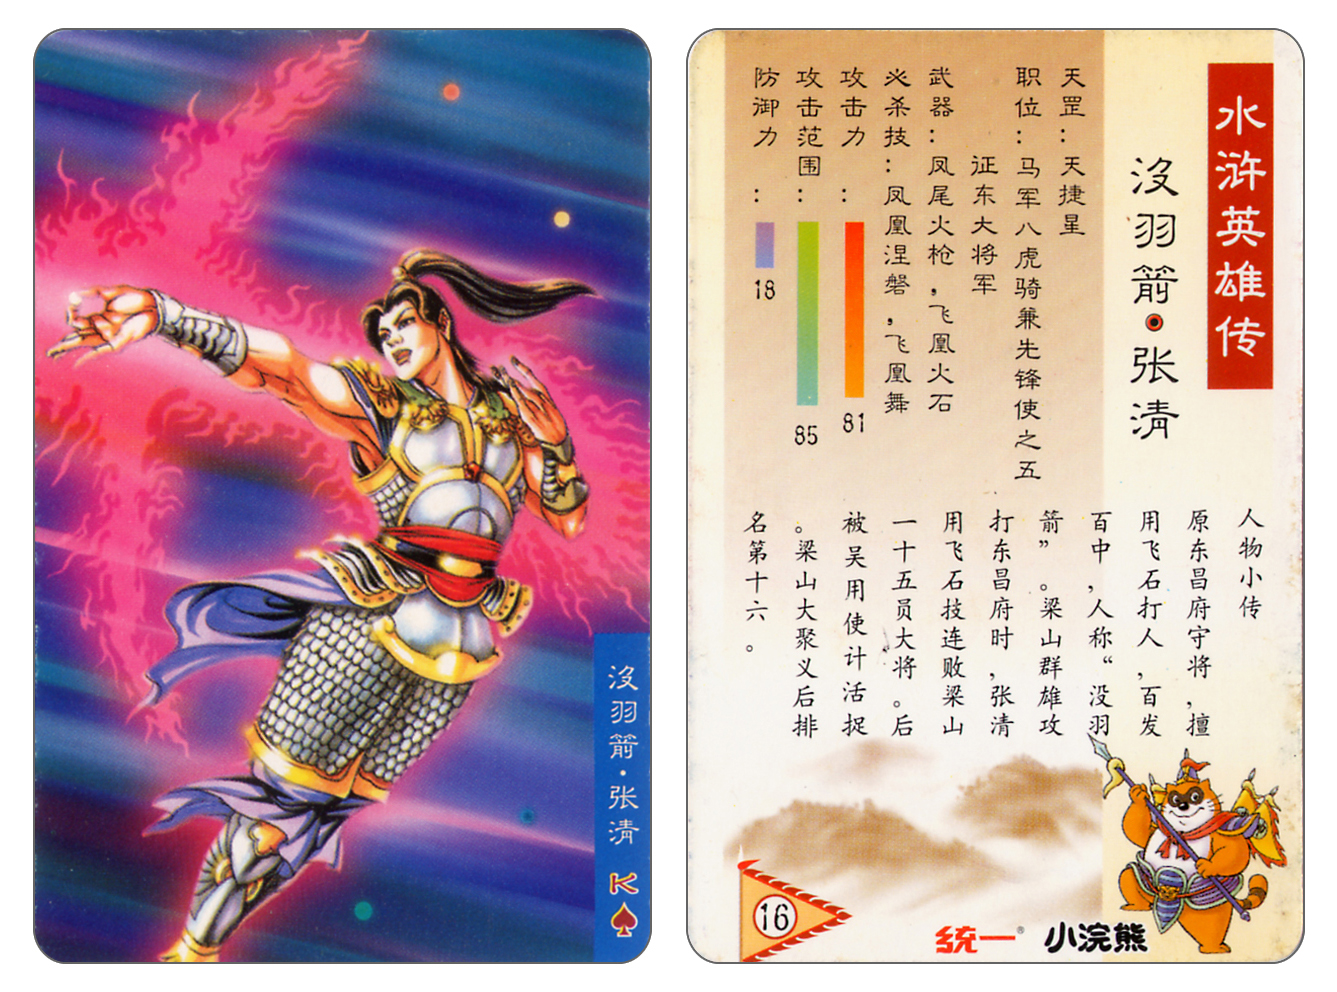 没羽箭·张清
K
水浒英雄传
没羽箭·张清
天罡：天捷星
职位：马军八虎骑兼先锋使之五
征东大将军
武器：凤尾火枪，飞凰火石
必杀技：凤凰涅磐，飞凰舞
攻击力：81
攻击范围：85
防御力：18
人物小传
原东昌府守将，擅
用飞石打人，百发
百中，人称“没羽
箭”。梁山群雄攻
打东昌府时，张清
用飞石技连败梁山
一十五员大将。后
被吴用使计活捉
。梁山大聚义后排
名第十六。
16
统一® 小浣熊